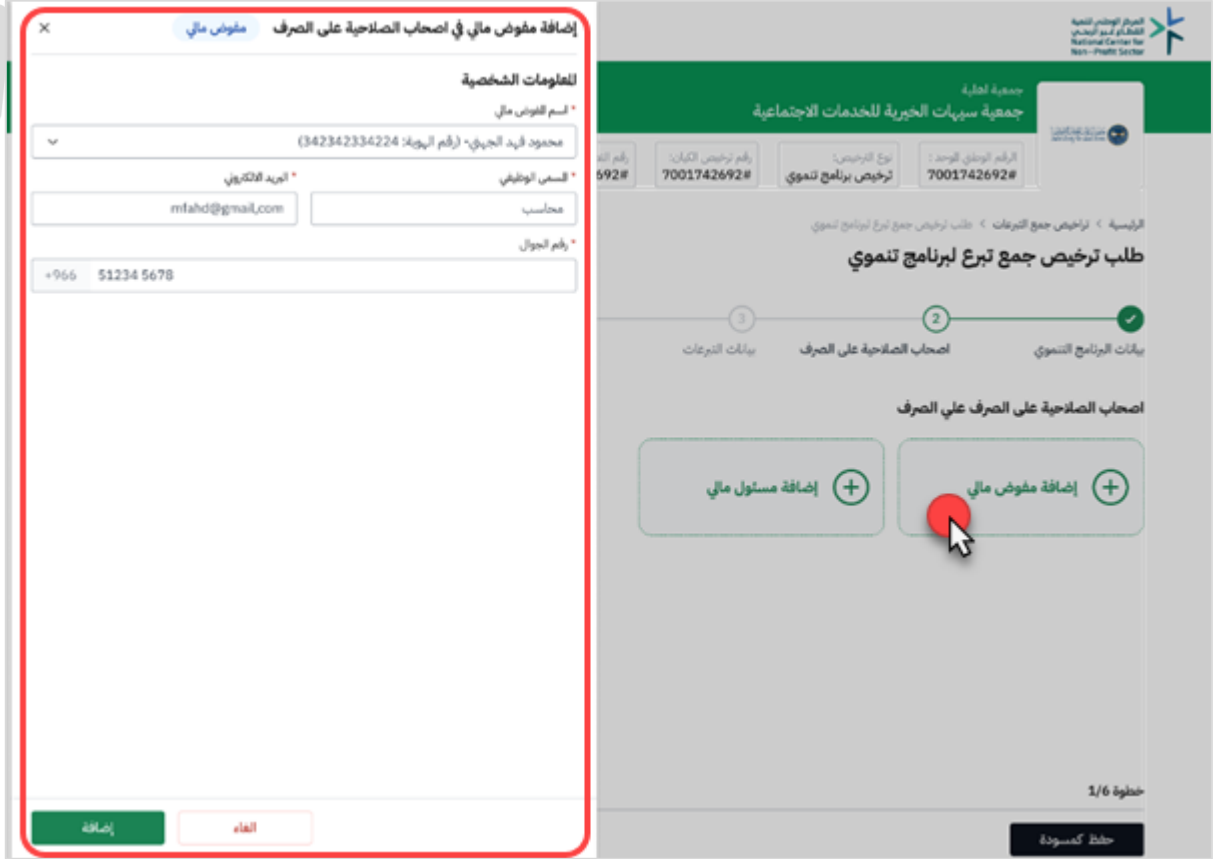 المركز الوطني لتنمية
القطاع غير الربحي
National Center for
Non-Profit Sector
جمعية اهلية
جمعية سيهات الخيرية للخدمات الاجتماعية
الرقم الوطني الموحد :
7001742692#
نوع الترخيص:
ترخيص برنامج تنموي
رقم ترخيص الكيان:
7001742692#
692#
الرئيسية > تراخيص جمع التبرعات > طلب ترخيص جمع تبرع لبرنامج تنموي
طلب ترخيص جمع تبرع لبرنامج تنموي
2
3
بيانات البرنامج التنموي
اصحاب الصلاحية على الصرف
بيانات التبرعات
اصحاب الصلاحية على الصرف علي الصرف
إضافة مفوض مالي
إضافة مسئول مالي
خطوة 1/6
حفظ كمسودة
إضافة مفوض مالي في اصحاب الصلاحية على الصرف
مفوض مالي
×
المعلومات الشخصية
* اسم المفوض مالي
محمود فهد الجهني- (رقم الهوية: 342342334224)
* المسمى الوظيفي
* البريد الالكتروني
محاسب
mfahd@gmail,com
* رقم الجوال
+966 51234 5678
الغاء
إضافة